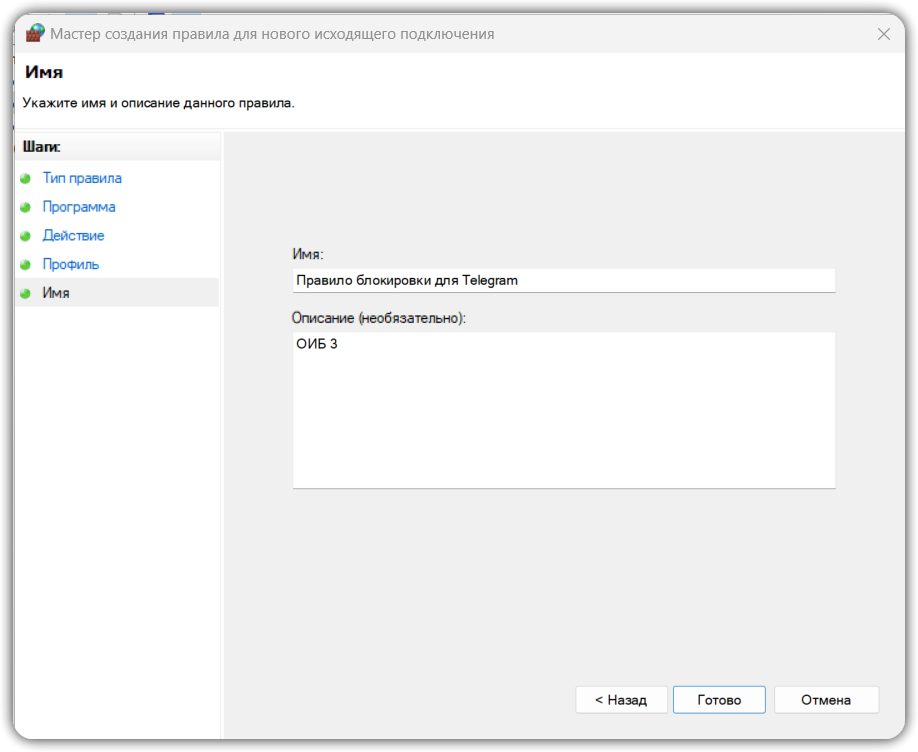 Мастер создания правила для нового исходящего подключения
Имя
Укажите имя и описание данного правила.
Шаги:
Тип правила
Программа
Действие
Профиль
Имя
Имя:
Правило блокировки для Telegram
Описание (необязательно):
ОИБ 3
< Назад
Готово
Отмена